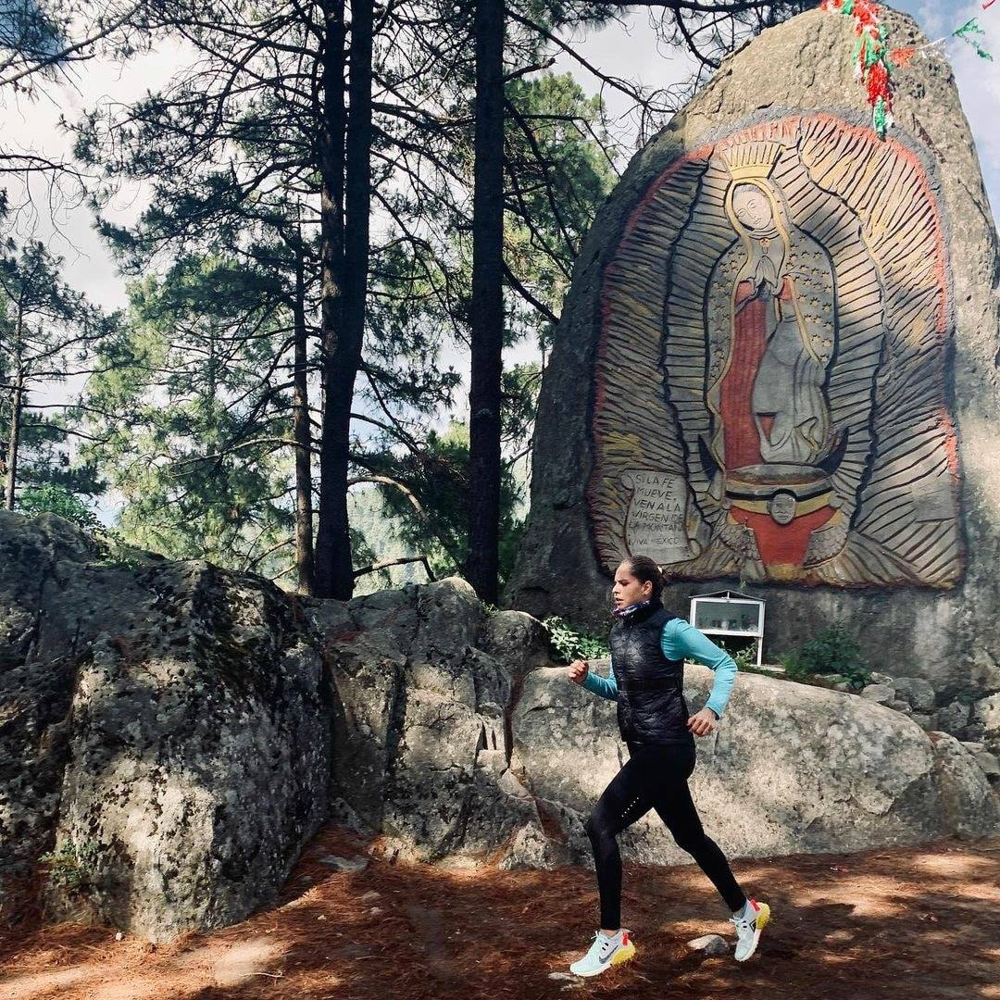 SI LA FE
MUEVE,
VEN A LA
VIRGEN DE
LA MONTAÑA
¡VIVA MEXICO!